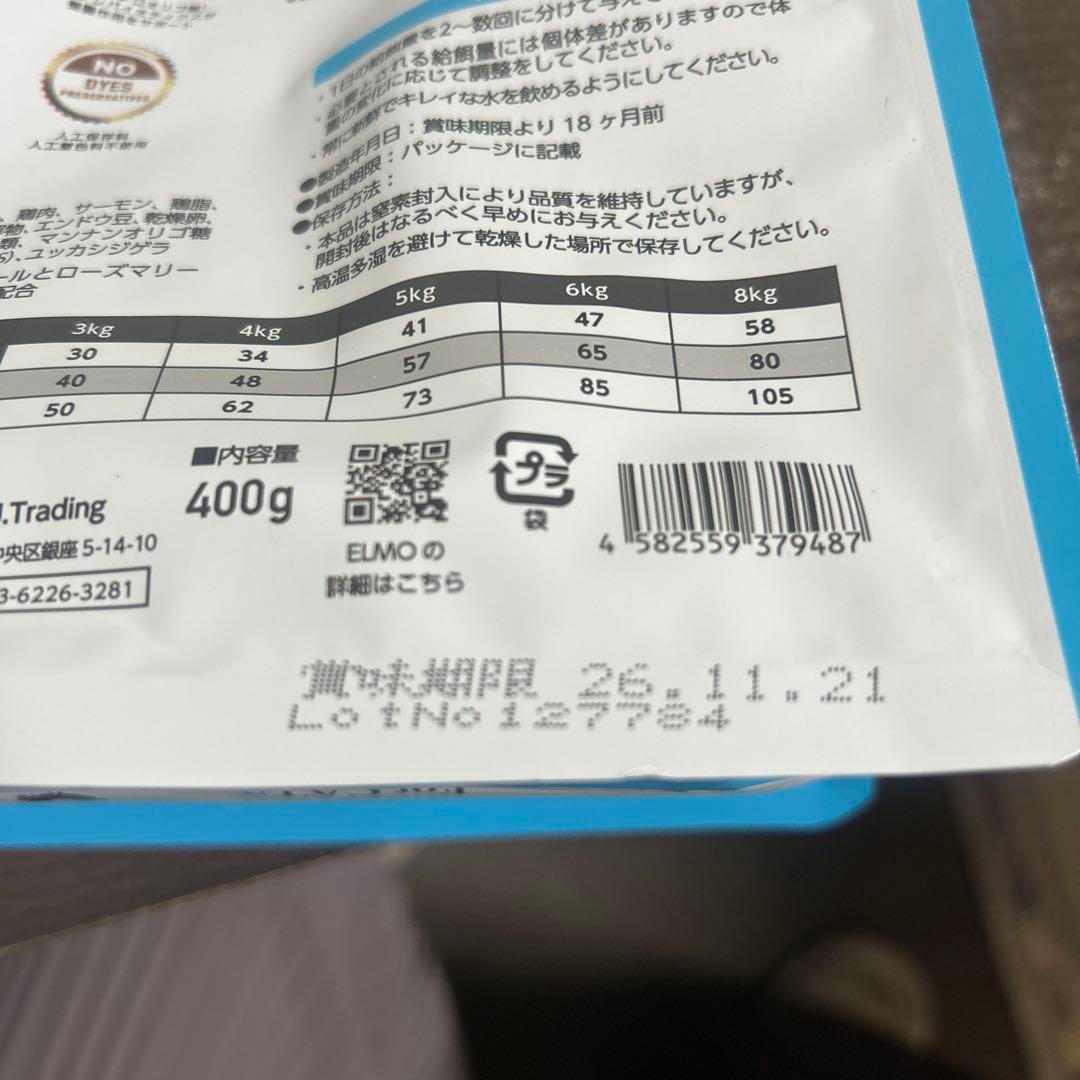 NO
DYES
PRESERVATIVES
人工保存料
人工着色料不使用
鶏肉、サーモン、鶏脂、
物、エンドウ豆、乾燥卵、
類、マンナンオリゴ糖
S)、ユッカシジゲラ
ールとローズマリー
配合
・1日の給餌量を2〜数回に分けて与え
・必要とされる給餌量には個体差がありますので体
重の変化に応じて調整をしてください。
・常に新鮮でキレイな水を飲めるようにしてください。
●製造年月日：賞味期限より18ヶ月前
●賞味期限：パッケージに記載
●保存方法：
・本品は窒素封入により品質を維持していますが、
開封後はなるべく早めにお与えください。
・高温多湿を避けて乾燥した場所で保存してください。
3kg 4kg 5kg 6kg 8kg
30 34 41 47 58
40 48 57 65 80
50 62 73 85 105
■内容量
400g
.Trading
央区銀座 5-14-10
3-6226-3281
ELMOの
詳細はこちら
プラ
袋
4 582559 379487
賞味期限 26.11.21
LotNo127784